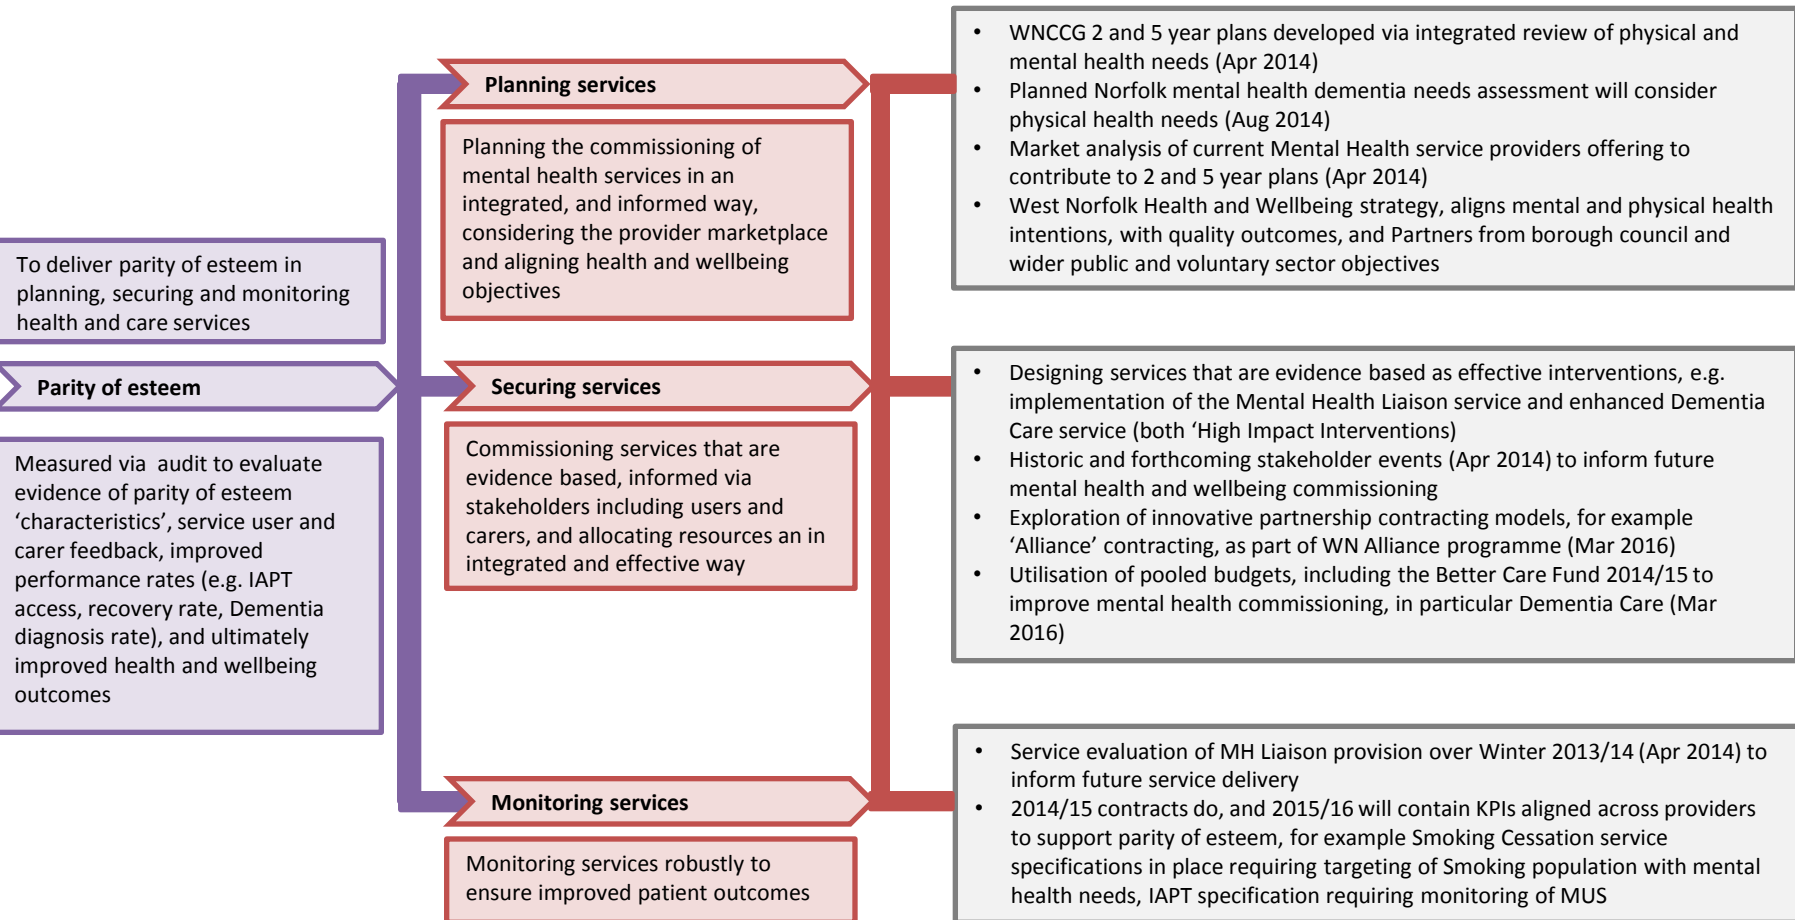 To deliver parity of esteem in
planning, securing and monitoring
health and care services
Parity of esteem
Measured via  audit to evaluate
evidence of parity of esteem
‘characteristics’, service user and
carer feedback, improved
performance rates (e.g. IAPT
access, recovery rate, Dementia
diagnosis rate), and ultimately
improved health and wellbeing
outcomes
Planning services
Planning the commissioning of
mental health services in an
integrated, and informed way,
considering the provider marketplace
and aligning health and wellbeing
objectives
• WNCCG 2 and 5 year plans developed via integrated review of physical and
mental health needs (Apr 2014)
• Planned Norfolk mental health dementia needs assessment will consider
physical health needs (Aug 2014)
• Market analysis of current Mental Health service providers offering to
contribute to 2 and 5 year plans (Apr 2014)
• West Norfolk Health and Wellbeing strategy, aligns mental and physical health
intentions, with quality outcomes, and Partners from borough council and
wider public and voluntary sector objectives
Securing services
Commissioning services that are
evidence based, informed via
stakeholders including users and
carers, and allocating resources an in
integrated and effective way
• Designing services that are evidence based as effective interventions, e.g.
implementation of the Mental Health Liaison service and enhanced Dementia
Care service (both ‘High Impact Interventions)
• Historic and forthcoming stakeholder events (Apr 2014) to inform future
mental health and wellbeing commissioning
• Exploration of innovative partnership contracting models, for example
‘Alliance’ contracting, as part of WN Alliance programme (Mar 2016)
• Utilisation of pooled budgets, including the Better Care Fund 2014/15 to
improve mental health commissioning, in particular Dementia Care (Mar
2016)
Monitoring services
Monitoring services robustly to
ensure improved patient outcomes
• Service evaluation of MH Liaison provision over Winter 2013/14 (Apr 2014) to
inform future service delivery
• 2014/15 contracts do, and 2015/16 will contain KPIs aligned across providers
to support parity of esteem, for example Smoking Cessation service
specifications in place requiring targeting of Smoking population with mental
health needs, IAPT specification requiring monitoring of MUS